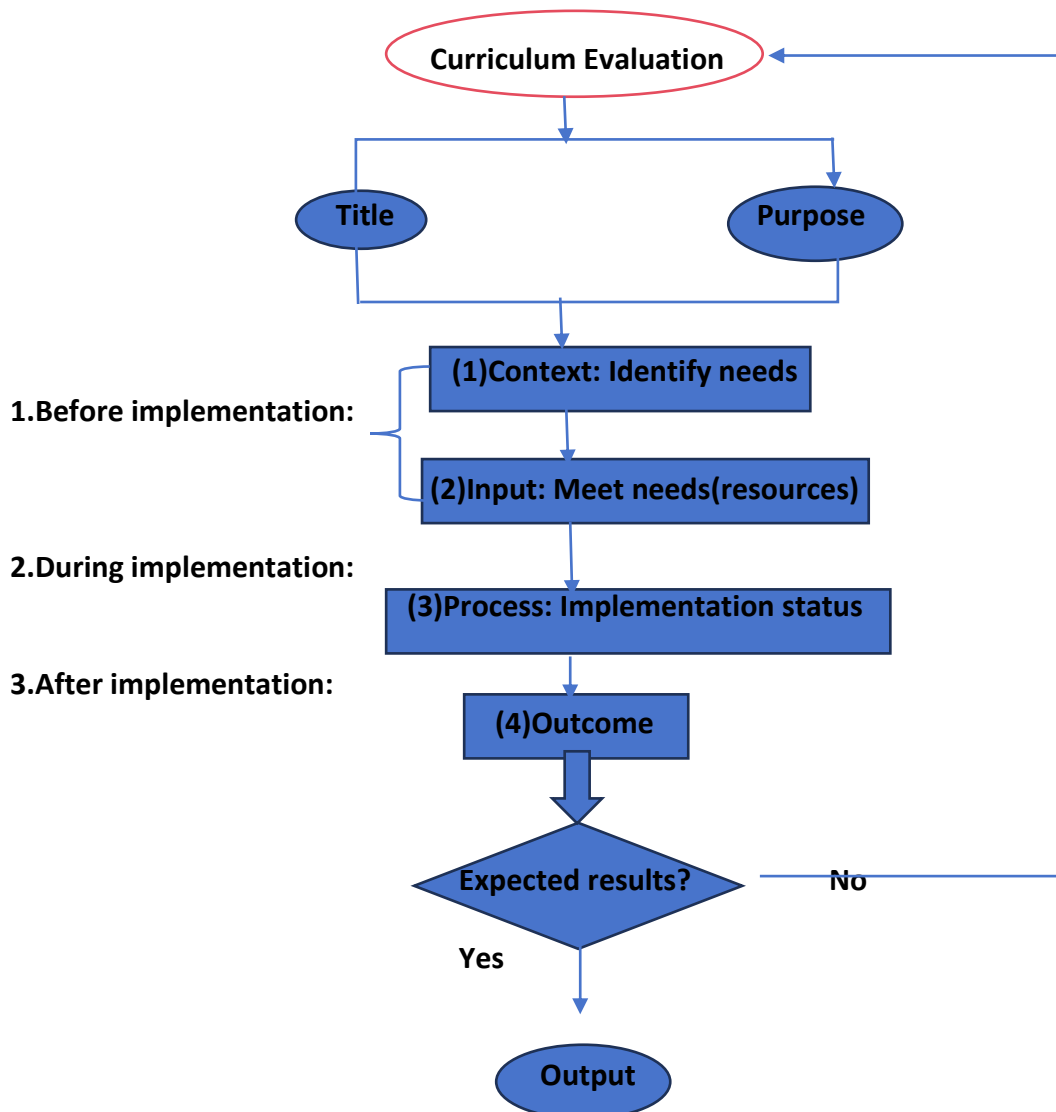 Curriculum Evaluation
Title
Purpose
(1)Context: Identify needs
1.Before implementation:
(2)Input: Meet needs(resources)
2.During implementation:
(3)Process: Implementation status
3.After implementation:
(4)Outcome
Expected results?
No
Yes
Output